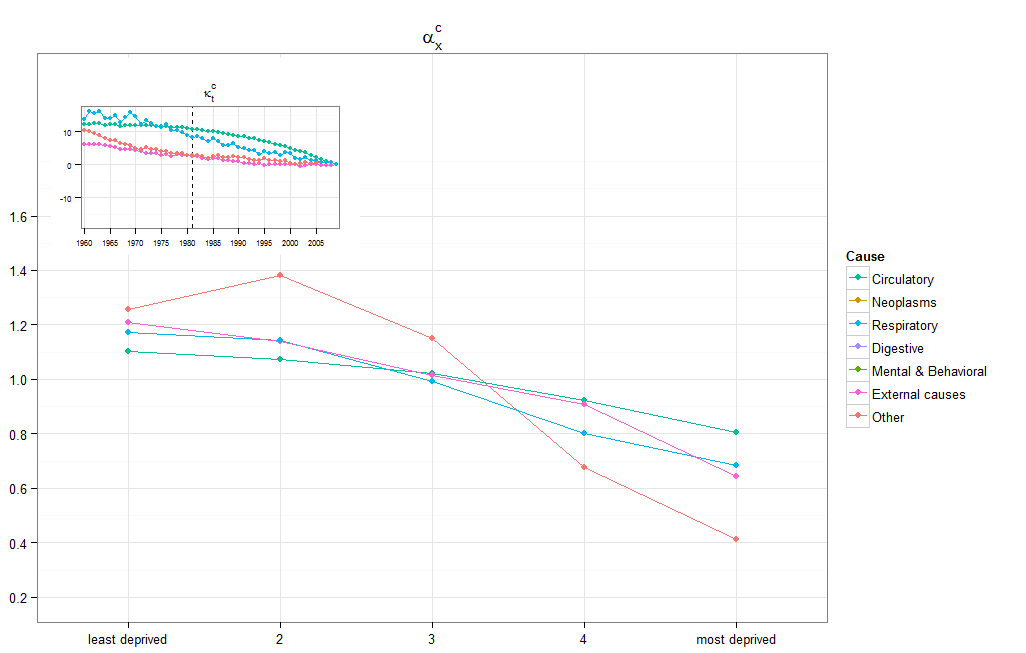 α_x^c
κ_t^c
10
0
-10
1960 1965 1970 1975 1980 1985 1990 1995 2000 2005
1.6
1.4
1.2
1.0
0.8
0.6
0.4
0.2
least deprived 2 3 4 most deprived
Cause
Circulatory
Neoplasms
Respiratory
Digestive
Mental & Behavioral
External causes
Other